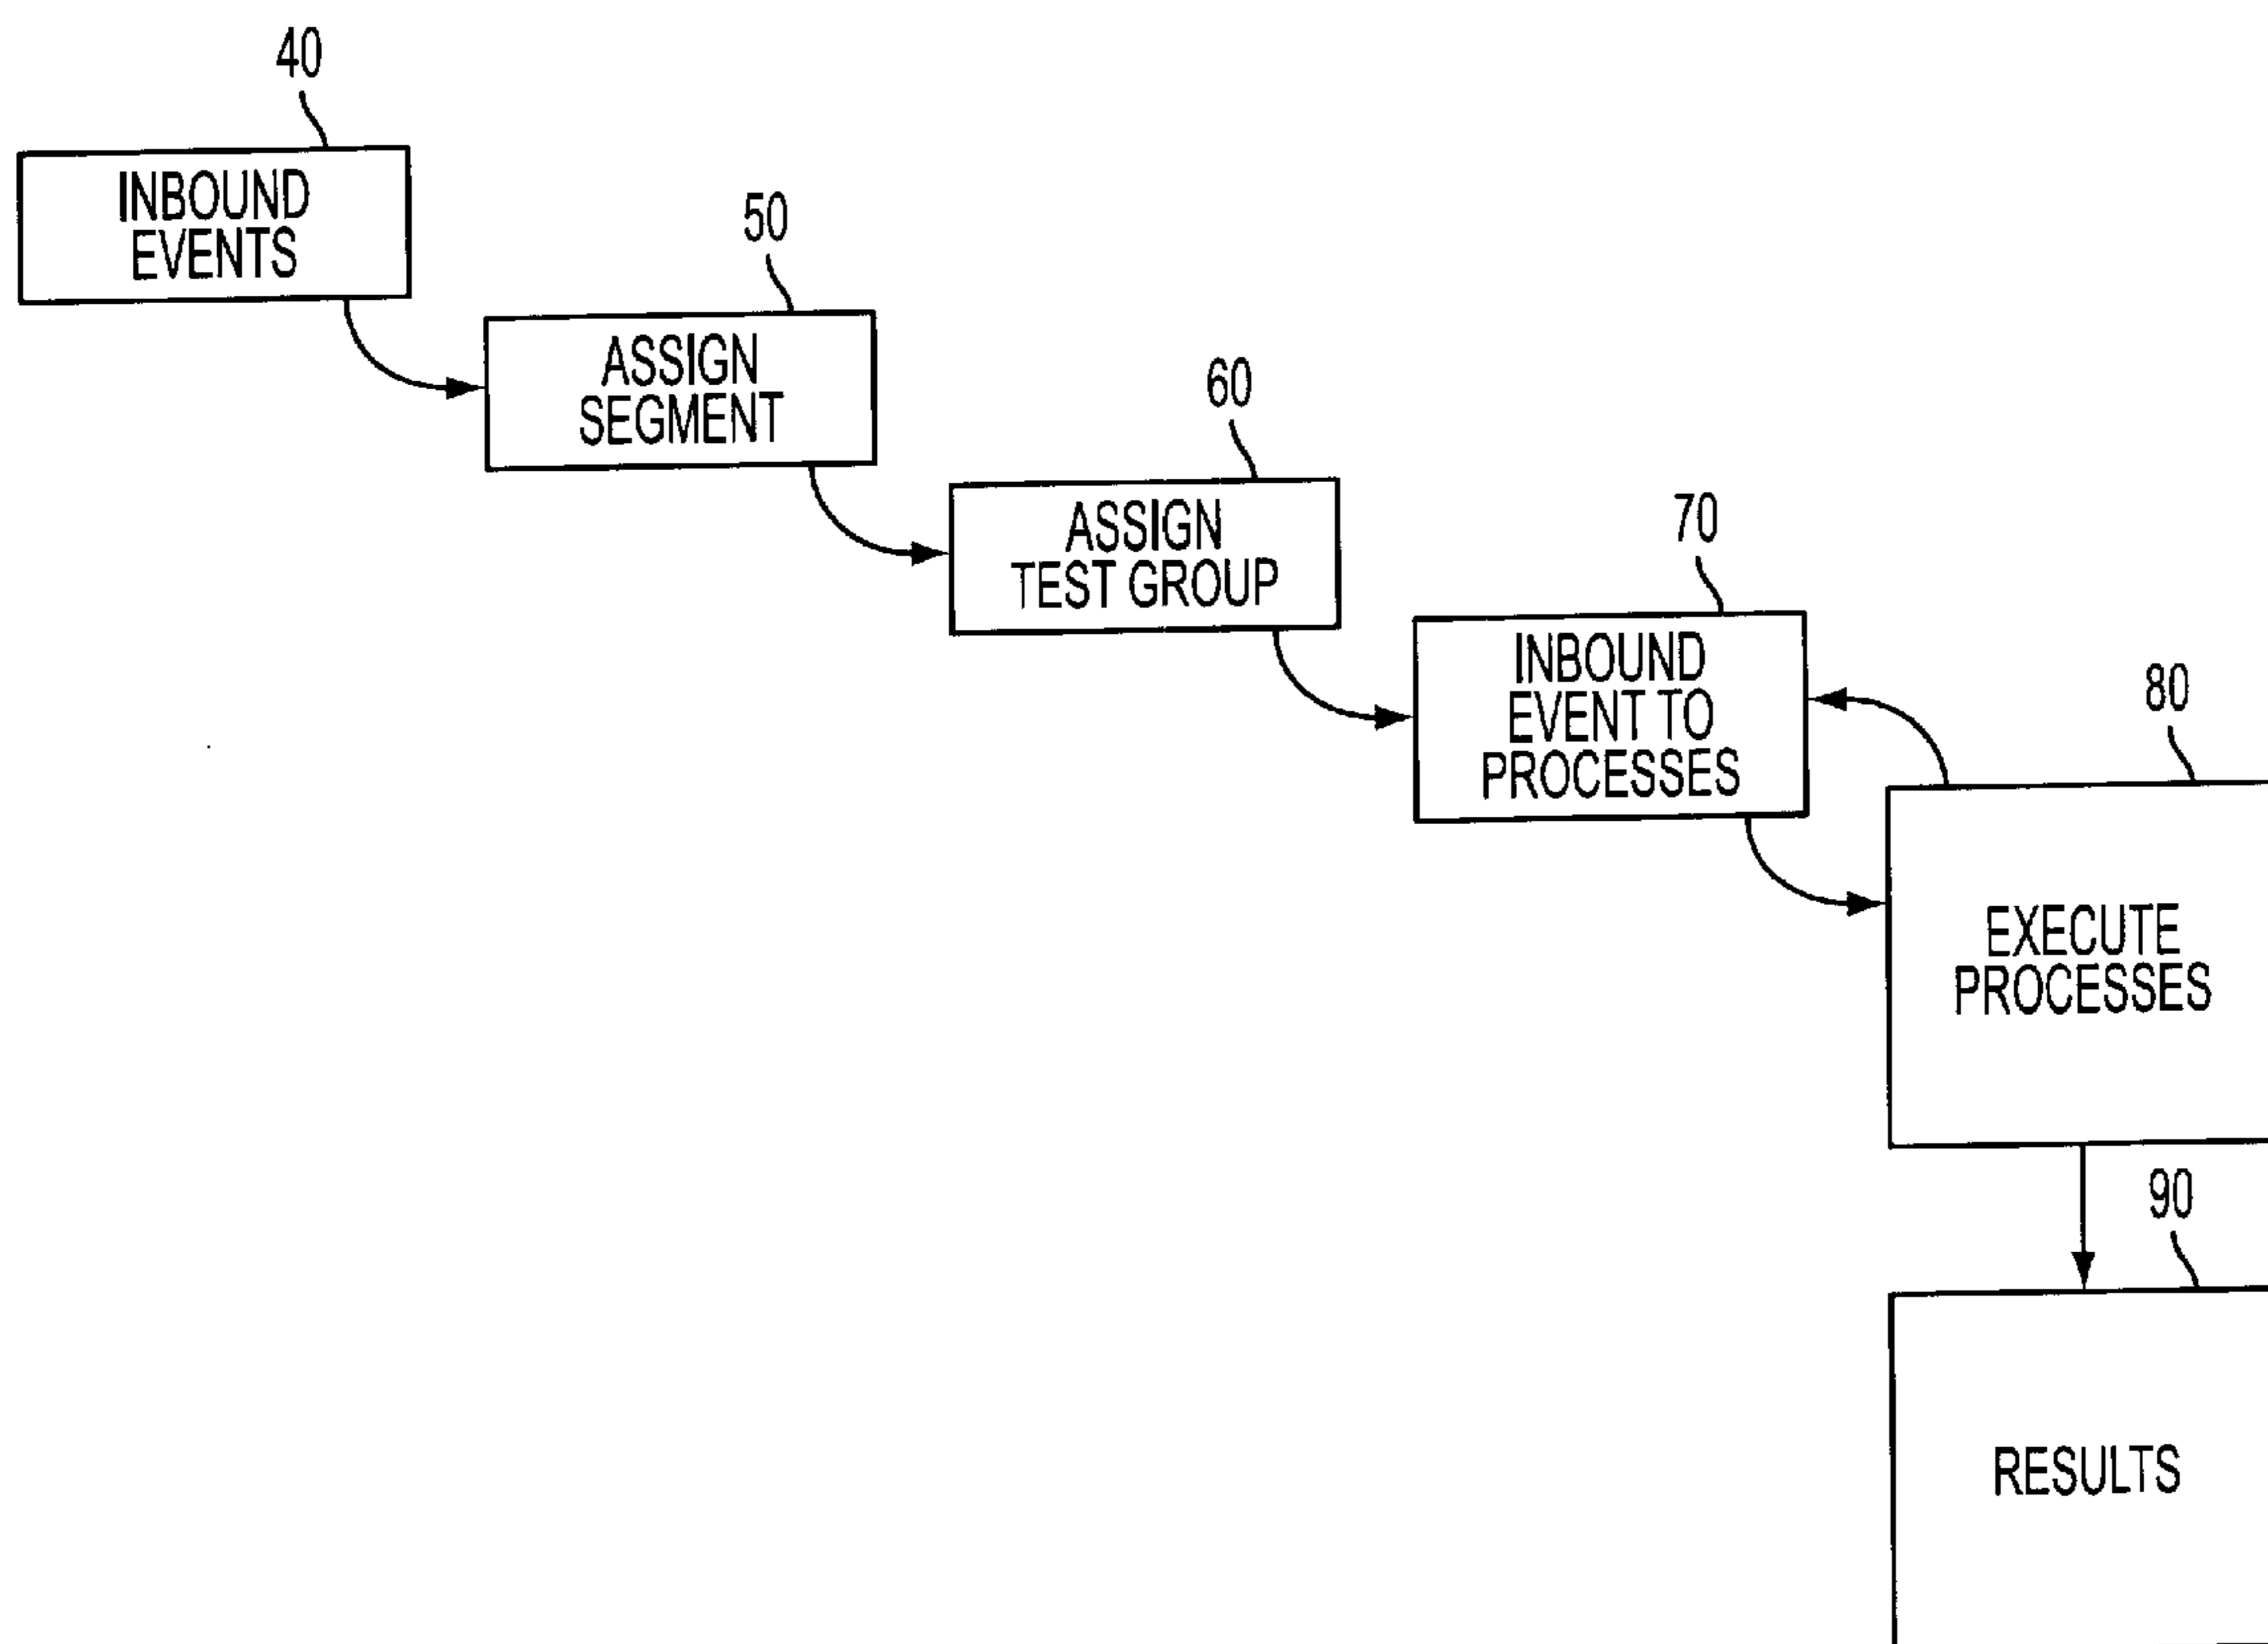 40
INBOUND
EVENTS
50
ASSIGN
SEGMENT
60
ASSIGN
TEST GROUP
70
INBOUND
EVENT TO
PROCESSES
80
EXECUTE
PROCESSES
90
RESULTS